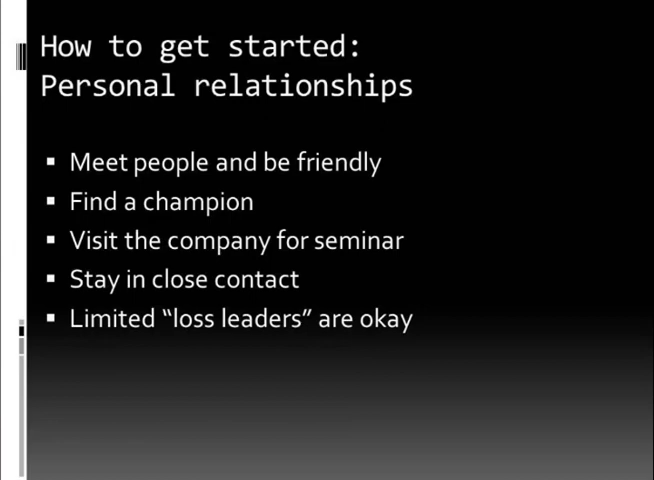 How to get started:
Personal relationships
▪ Meet people and be friendly
▪ Find a champion
▪ Visit the company for seminar
▪ Stay in close contact
▪ Limited “loss leaders” are okay